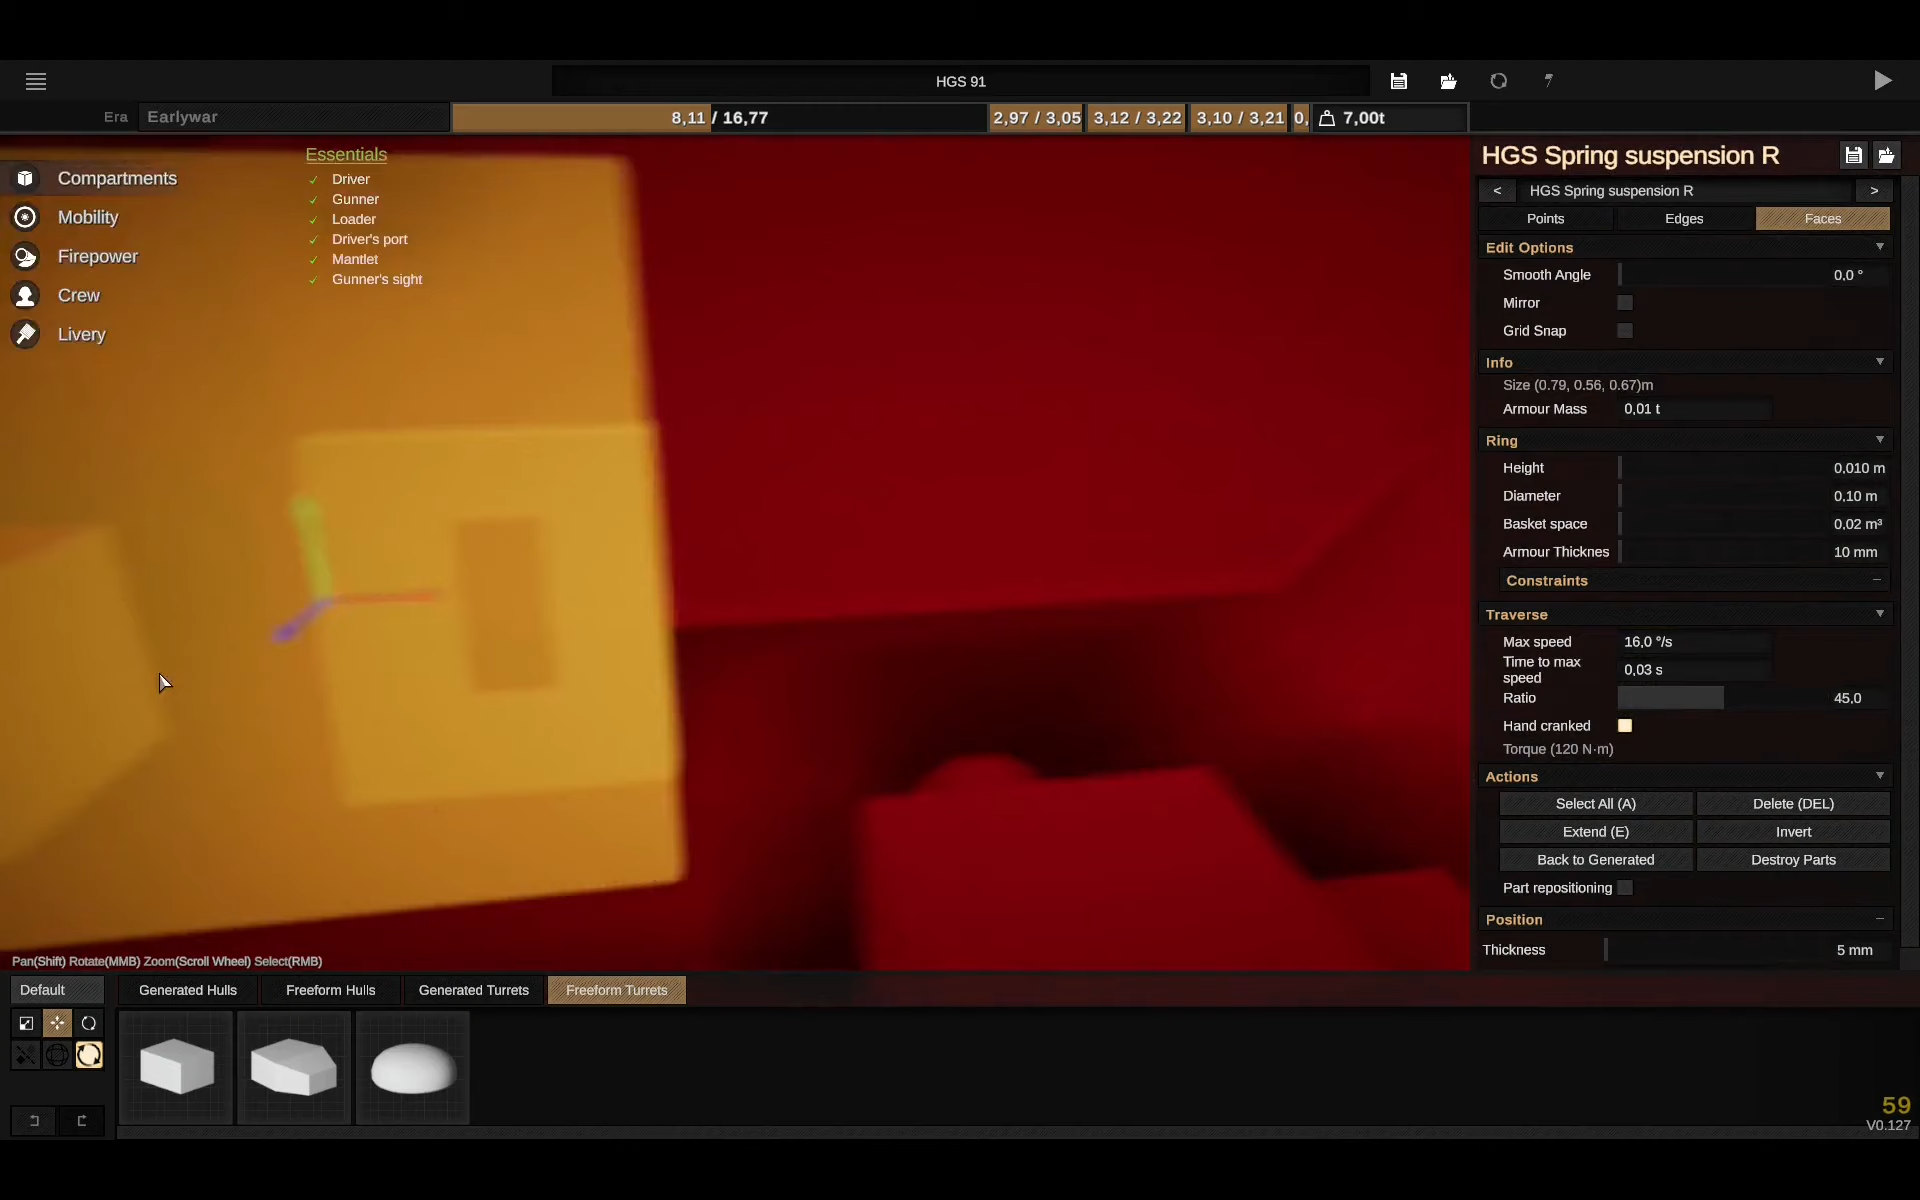 HGS 91
Era Earlywar 8,11 / 16,77 2,97 / 3,05 3,12 / 3,22 3,10 / 3,21 0, 7,00t
Compartments
Mobility
Firepower
Crew
Livery
Essentials
✓ Driver
✓ Gunner
✓ Loader
✓ Driver's port
✓ Mantlet
✓ Gunner's sight
HGS Spring suspension R
< HGS Spring suspension R >
Points Edges Faces
Edit Options
Smooth Angle 0,0 °
Mirror
Grid Snap
Info
Size (0.79, 0.56, 0.67)m
Armour Mass 0,01 t
Ring
Height 0,010 m
Diameter 0,10 m
Basket space 0,02 m³
Armour Thicknes 10 mm
Constraints
Traverse
Max speed 16,0 °/s
Time to max speed 0,03 s
Ratio 45,0
Hand cranked
Torque (120 N·m)
Actions
Select All (A) Delete (DEL)
Extend (E) Invert
Back to Generated Destroy Parts
Part repositioning
Position
Thickness 5 mm
Pan(Shift) Rotate(MMB) Zoom(Scroll Wheel) Select(RMB)
Default Generated Hulls Freeform Hulls Generated Turrets Freeform Turrets
59
V0.127